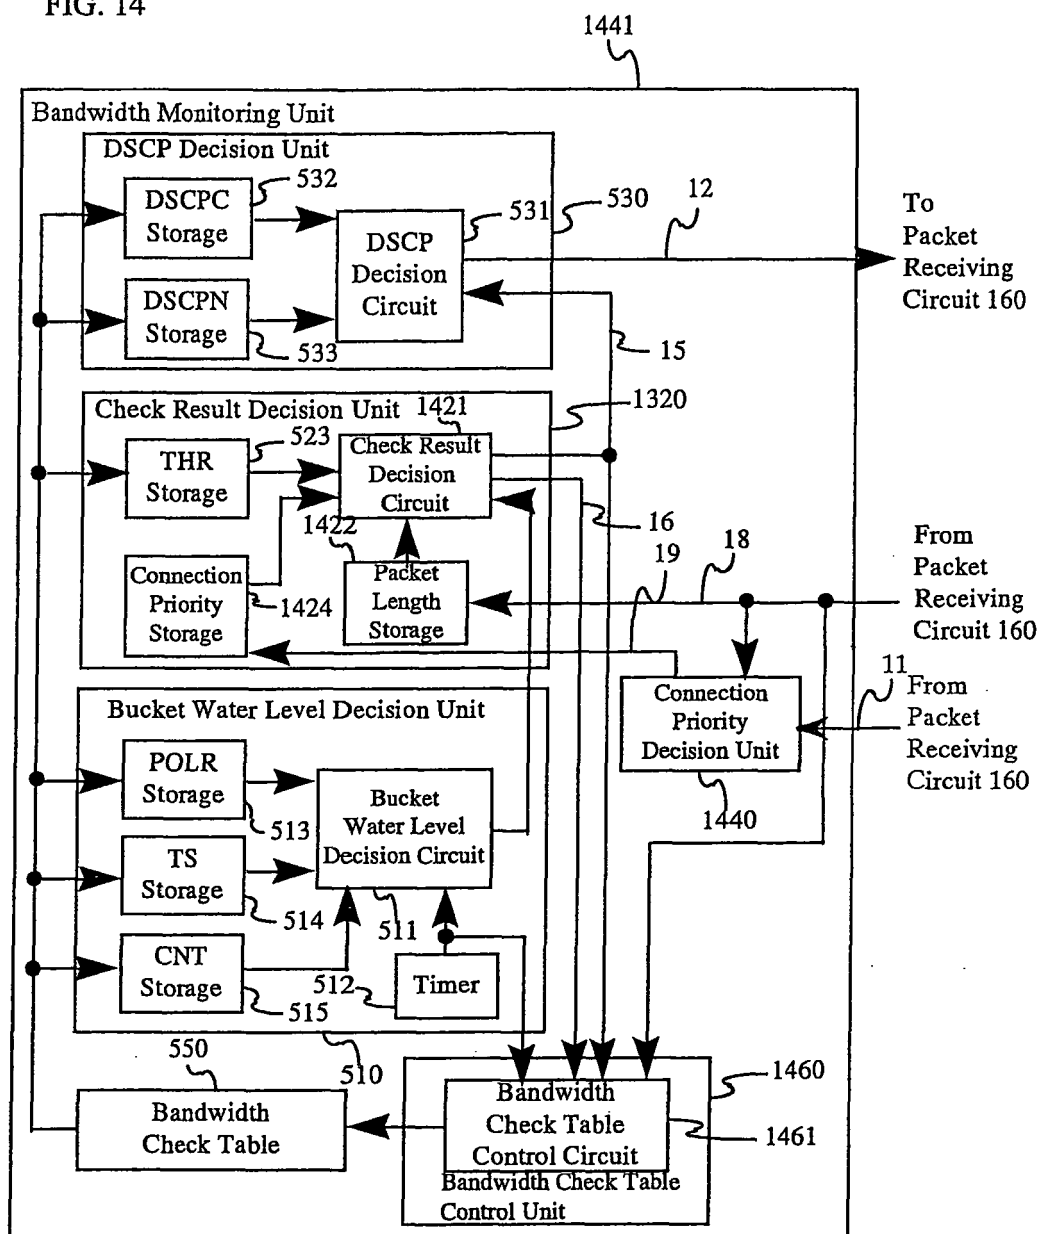 FIG. 14
1441
Bandwidth Monitoring Unit
DSCP Decision Unit
DSCPC
Storage
532
DSCPN
Storage
533
DSCP
Decision
Circuit
531
530
12
To
Packet
Receiving
Circuit 160
15
1320
Check Result Decision Unit
1421
THR
Storage
523
Check Result
Decision
Circuit
16
1422
Connection
Priority
Storage
1424
Packet
Length
Storage
19
18
From
Packet
Receiving
Circuit 160
11
From
Packet
Receiving
Circuit 160
Connection
Priority
Decision Unit
1440
Bucket Water Level Decision Unit
POLR
Storage
513
TS
Storage
514
CNT
Storage
515
Bucket
Water Level
Decision Circuit
511
512
Timer
510
550
Bandwidth
Check Table
Bandwidth
Check Table
Control Circuit
1460
1461
Bandwidth Check Table
Control Unit